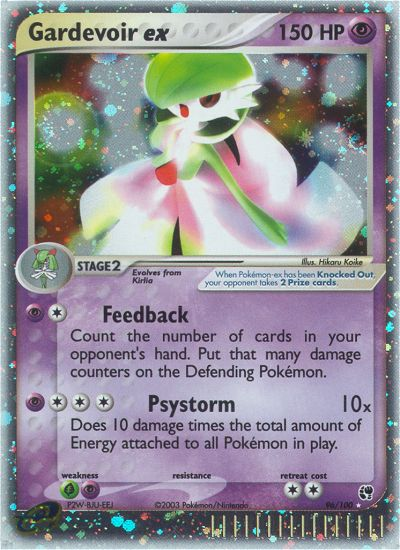 Gardevoir ex 150 HP
Illus. Hikaru Koike
STAGE2
Evolves from
Kirlia
When Pokémon-ex has been Knocked Out,
your opponent takes 2 Prize cards.
Feedback
Count the number of cards in your
opponent's hand. Put that many damage
counters on the Defending Pokémon.
Psystorm 10x
Does 10 damage times the total amount of
Energy attached to all Pokémon in play.
weakness resistance retreat cost
P2W-BJU-EEJ
©2003 Pokémon/Nintendo
96/100